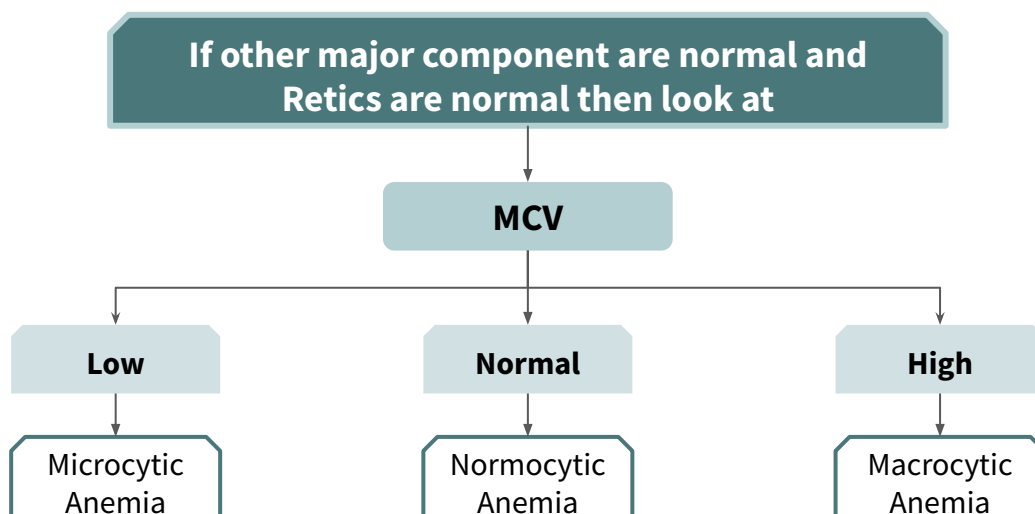 If other major component are normal and
Retics are normal then look at
MCV
Low
Normal
High
Microcytic
Anemia
Normocytic
Anemia
Macrocytic
Anemia